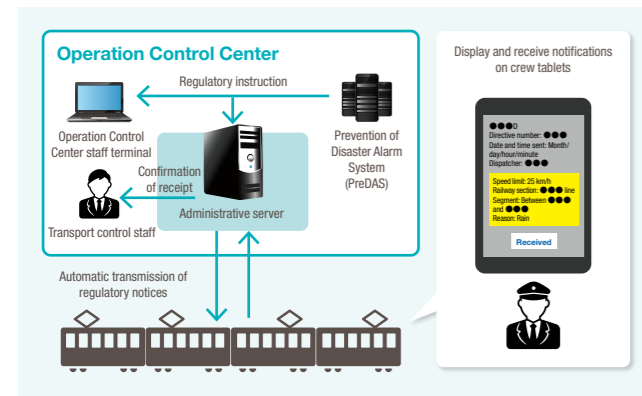 Operation Control Center
Regulatory instruction
Operation Control
Center staff terminal
Prevention of
Disaster Alarm
System
(PreDAS)
Confirmation
of receipt
Administrative server
Transport control staff
Automatic transmission of
regulatory notices
Display and receive notifications
on crew tablets
●●●D
Directive number: ●●●
Date and time sent: Month/
day/hour/minute
Dispatcher: ●●●
Speed limit: 25 km/h
Railway section: ●●● line
Segment: Between ●●●
and ●●●
Reason: Rain
Received